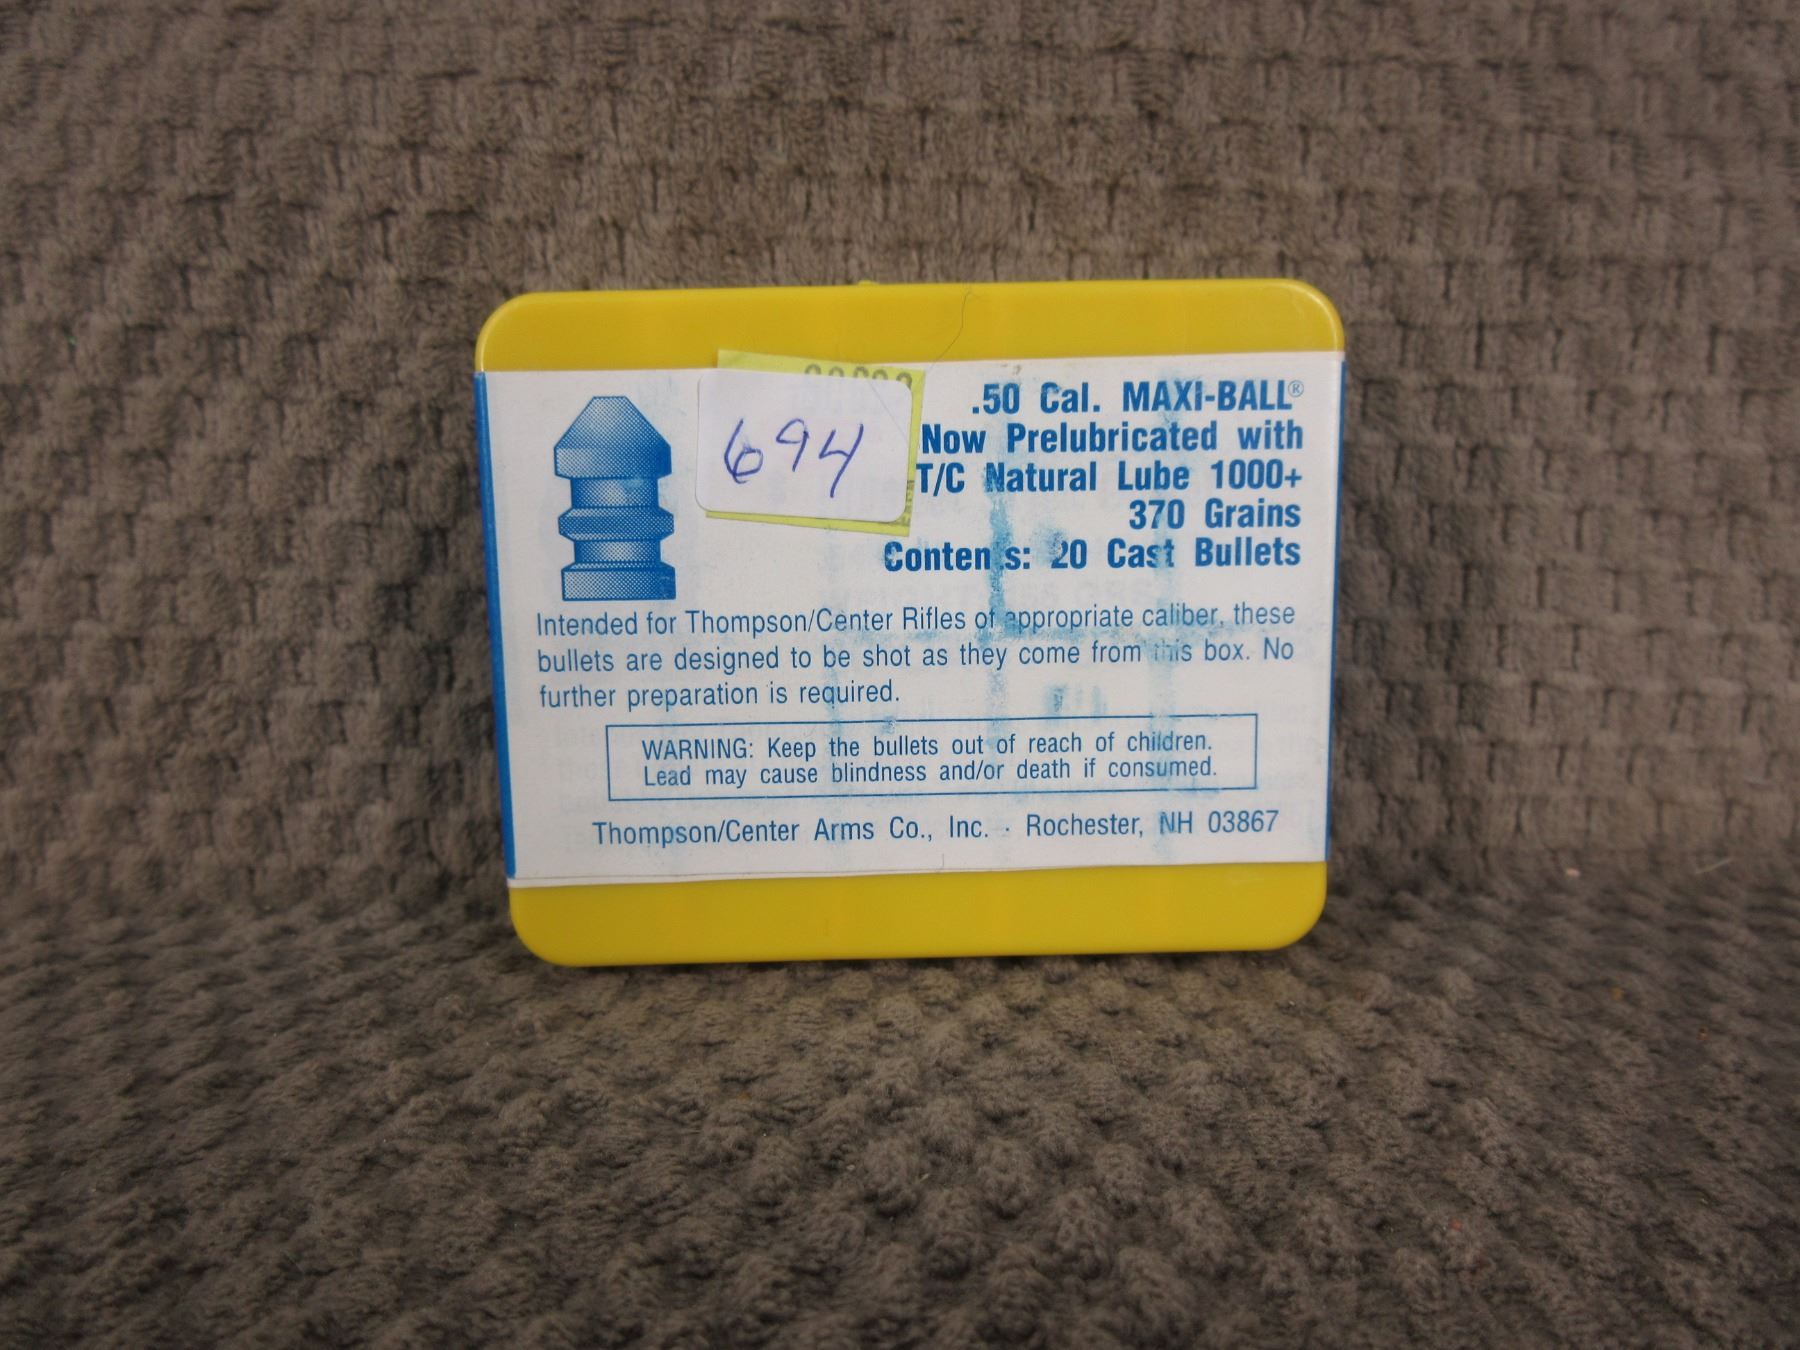 694
.50 Cal. MAXI-BALL®
Now Prelubricated with
T/C Natural Lube 1000+
370 Grains
Contents: 20 Cast Bullets
Intended for Thompson/Center Rifles of appropriate caliber, these
bullets are designed to be shot as they come from this box. No
further preparation is required.
WARNING: Keep the bullets out of reach of children.
Lead may cause blindness and/or death if consumed.
Thompson/Center Arms Co., Inc. · Rochester, NH 03867